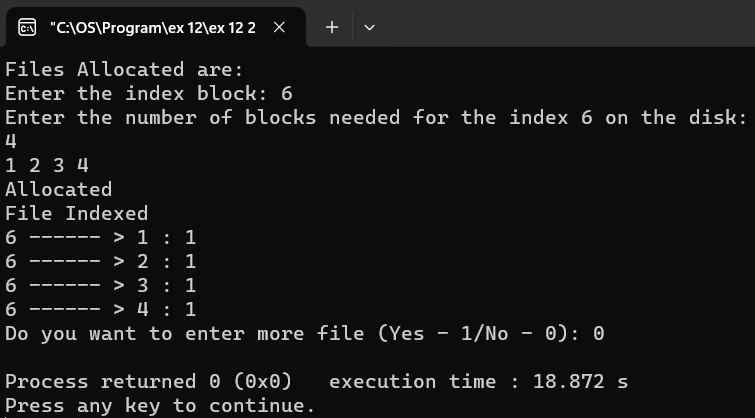 "C:\OS\Program\ex 12\ex 12 2
Files Allocated are:
Enter the index block: 6
Enter the number of blocks needed for the index 6 on the disk:
4
1 2 3 4
Allocated
File Indexed
6 ------ > 1 : 1
6 ------ > 2 : 1
6 ------ > 3 : 1
6 ------ > 4 : 1
Do you want to enter more file (Yes - 1/No - 0): 0
Process returned 0 (0x0)   execution time : 18.872 s
Press any key to continue.